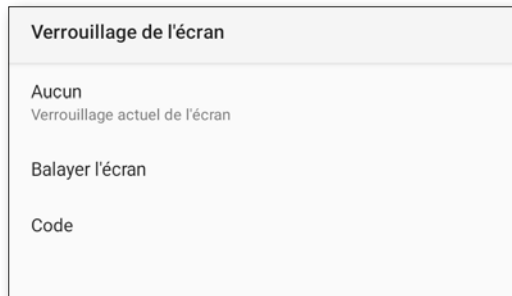 Verrouillage de l'écran
Aucun
Verrouillage actuel de l'écran
Balayer l'écran
Code